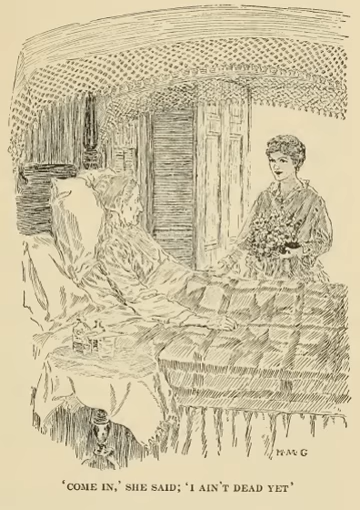 H·M·G
'COME IN,' SHE SAID; 'I AIN'T DEAD YET'